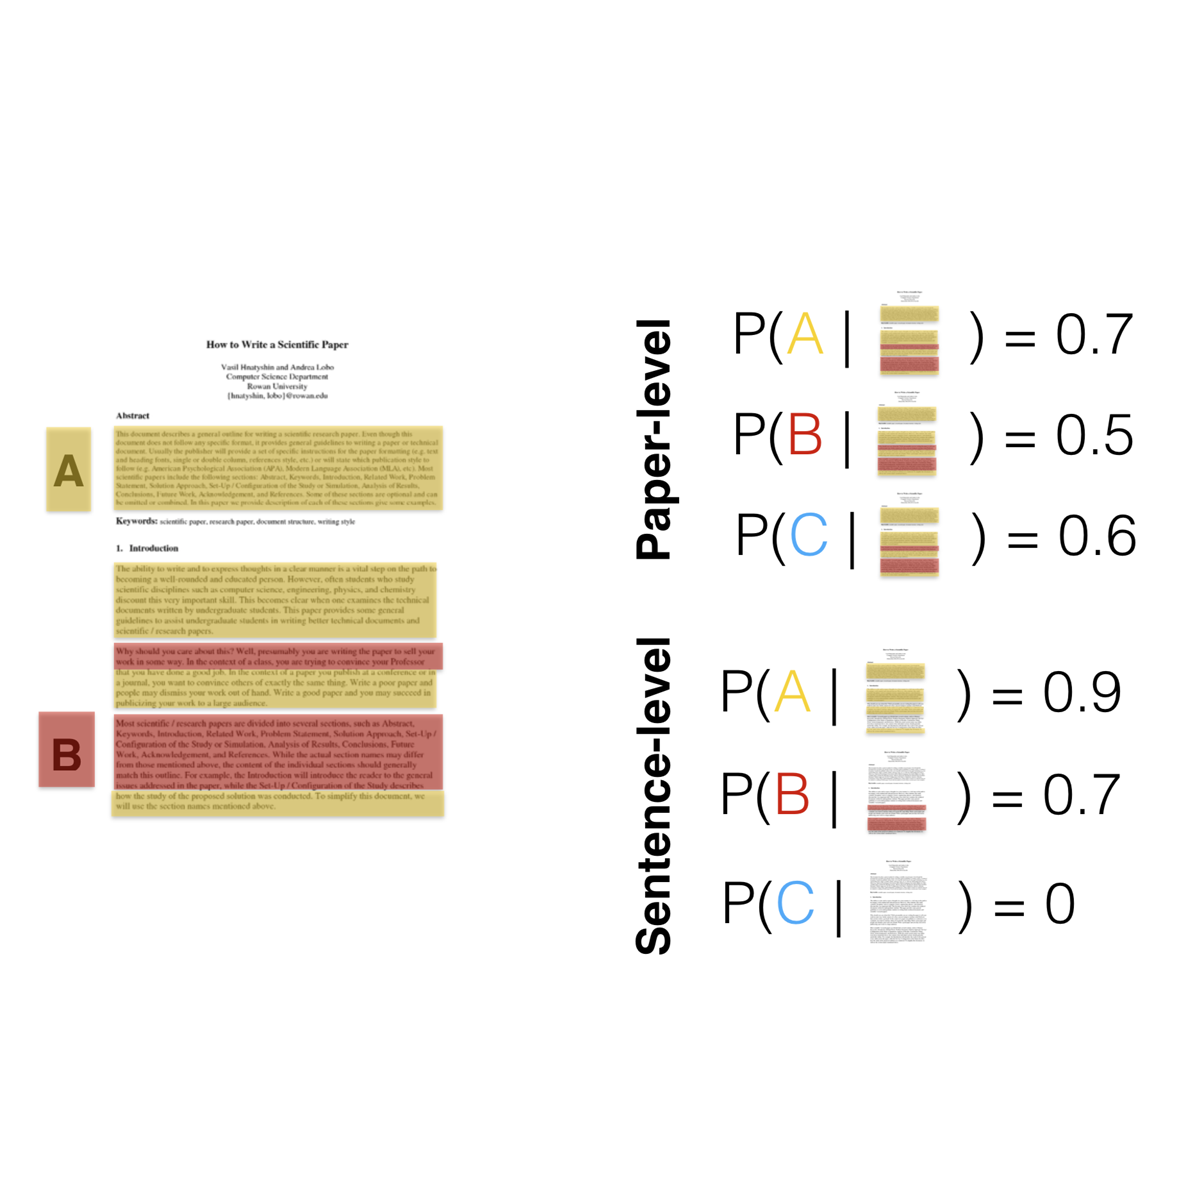 How to Write a Scientific Paper
Vasil Hnatyshin and Andrea Lobo
Computer Science Department
Rowan University
{hnatyshin, lobo}@rowan.edu
Abstract
This document describes a general outline for writing a scientific research paper. Even though this
document does not follow any specific format, it provides general guidelines to writing a paper or technical
document. Usually the publisher will provide a set of specific instructions for the paper formatting (e.g. text
and heading fonts, single or double column, references style, etc.) or will state which publication style to
follow (e.g. American Psychological Association (APA), Modern Language Association (MLA), etc). Most
scientific papers include the following sections: Abstract, Keywords, Introduction, Related Work, Problem
Statement, Solution Approach, Set-Up / Configuration of the Study or Simulation, Analysis of Results,
Conclusions, Future Work, Acknowledgement, and References. Some of these sections are optional and can
be omitted or combined. In this paper we provide description of each of these sections give some examples.
A
Keywords: scientific paper, research paper, document structure, writing style
1. Introduction
The ability to write and to express thoughts in a clear manner is a vital step on the path to
becoming a well-rounded and educated person. However, often students who study
scientific disciplines such as computer science, engineering, physics, and chemistry
discount this very important skill. This becomes clear when one examines the technical
documents written by undergraduate students. This paper provides some general
guidelines to assist undergraduate students in writing better technical documents and
scientific / research papers.
Why should you care about this? Well, presumably you are writing the paper to sell your
work in some way. In the context of a class, you are trying to convince your Professor
that you have done a good job. In the context of a paper you publish at a conference or in
a journal, you want to convince others of exactly the same thing. Write a poor paper and
people may dismiss your work out of hand. Write a good paper and you may succeed in
publicizing your work to a large audience.
B
Most scientific / research papers are divided into several sections, such as Abstract,
Keywords, Introduction, Related Work, Problem Statement, Solution Approach, Set-Up /
Configuration of the Study or Simulation, Analysis of Results, Conclusions, Future
Work, Acknowledgement, and References. While the actual section names may differ
from those mentioned above, the content of the individual sections should generally
match this outline. For example, the Introduction will introduce the reader to the general
issues addressed in the paper, while the Set-Up / Configuration of the Study describes
how the study of the proposed solution was conducted. To simplify this document, we
will use the section names mentioned above.
Paper-level
P(A | ) = 0.7
P(B | ) = 0.5
P(C | ) = 0.6
Sentence-level
P(A | ) = 0.9
P(B | ) = 0.7
P(C | ) = 0